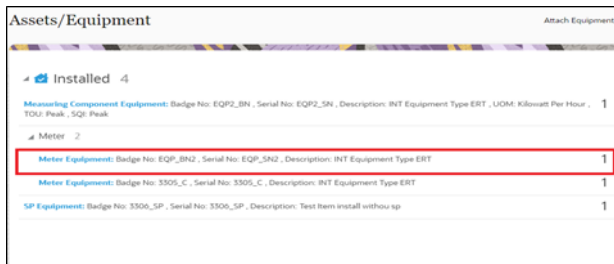 Assets/Equipment
Attach Equipment
Installed 4
Measuring Component Equipment: Badge No: EQP2_BN , Serial No: EQP2_SN , Description: INT Equipment Type ERT , UOM: Kilowatt Per Hour , 1
TOU: Peak , SQI: Peak
Meter 2
Meter Equipment: Badge No: EQP_BN2 , Serial No: EQP_SN2 , Description: INT Equipment Type ERT 1
Meter Equipment: Badge No: 3305_C , Serial No: 3305_C , Description: INT Equipment Type ERT 1
SP Equipment: Badge No: 3306_SP , Serial No: 3306_SP , Description: Test Item install withou sp 1